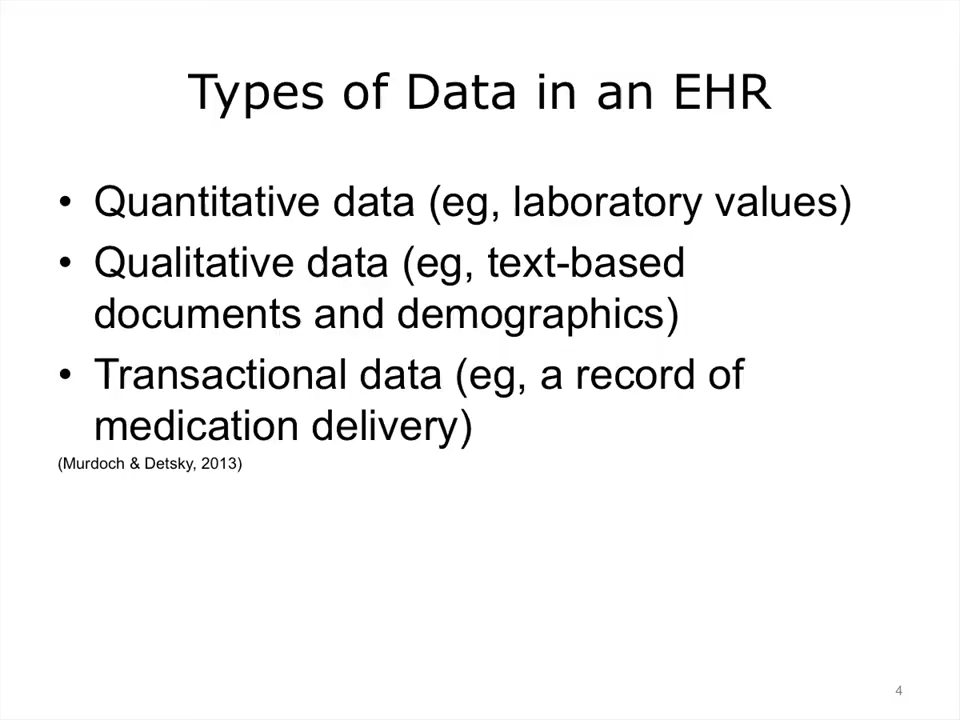 Types of Data in an EHR
• Quantitative data (eg, laboratory values)
• Qualitative data (eg, text-based
documents and demographics)
• Transactional data (eg, a record of
medication delivery)
(Murdoch & Detsky, 2013)
4